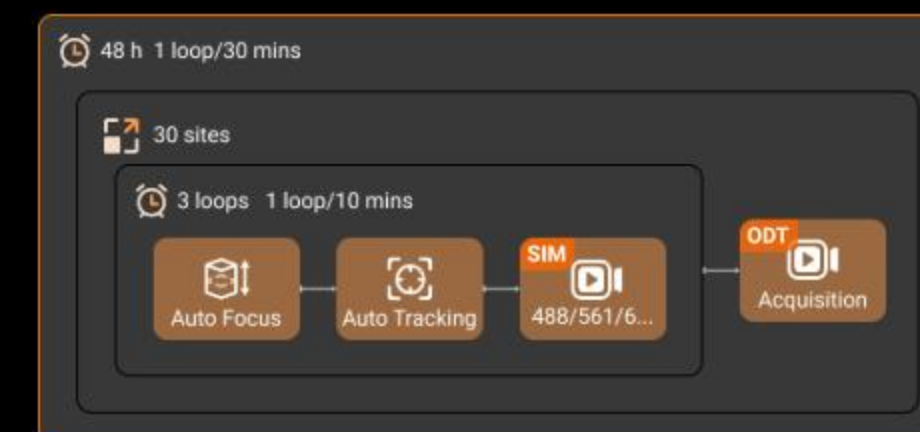 48 h 1 loop/30 mins
30 sites
3 loops 1 loop/10 mins
Auto Focus
Auto Tracking
SIM
488/561/6...
ODT
Acquisition